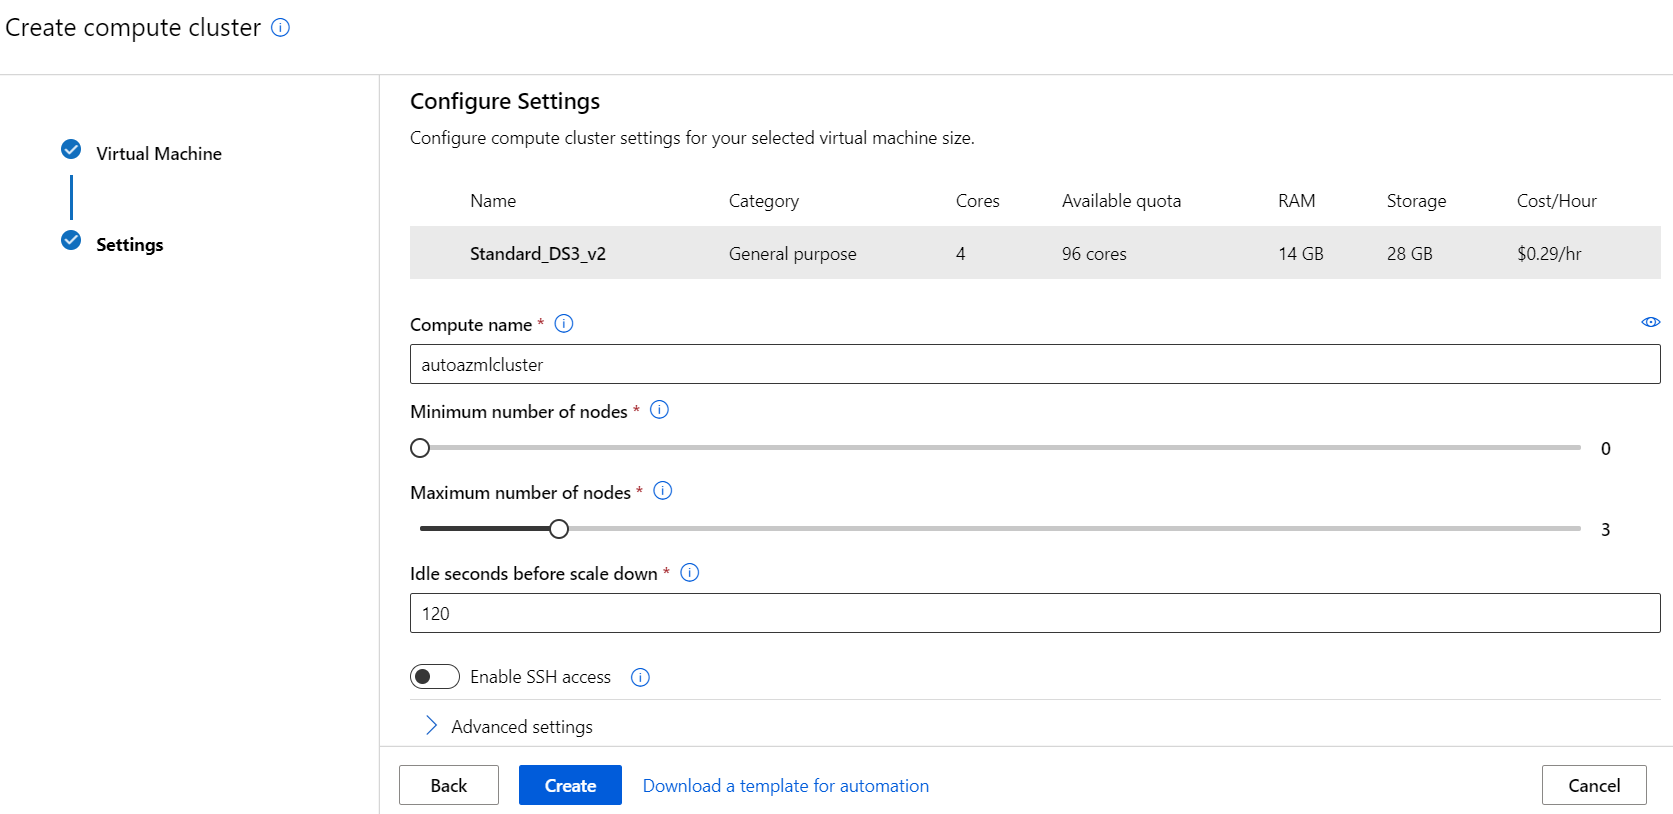 Create compute cluster
Virtual Machine
Settings
Configure Settings
Configure compute cluster settings for your selected virtual machine size.
Name Category Cores Available quota RAM Storage Cost/Hour
Standard_DS3_v2 General purpose 4 96 cores 14 GB 28 GB $0.29/hr
Compute name *
autoazmlcluster
Minimum number of nodes *
0
Maximum number of nodes *
3
Idle seconds before scale down *
120
Enable SSH access
Advanced settings
Back Create Download a template for automation Cancel